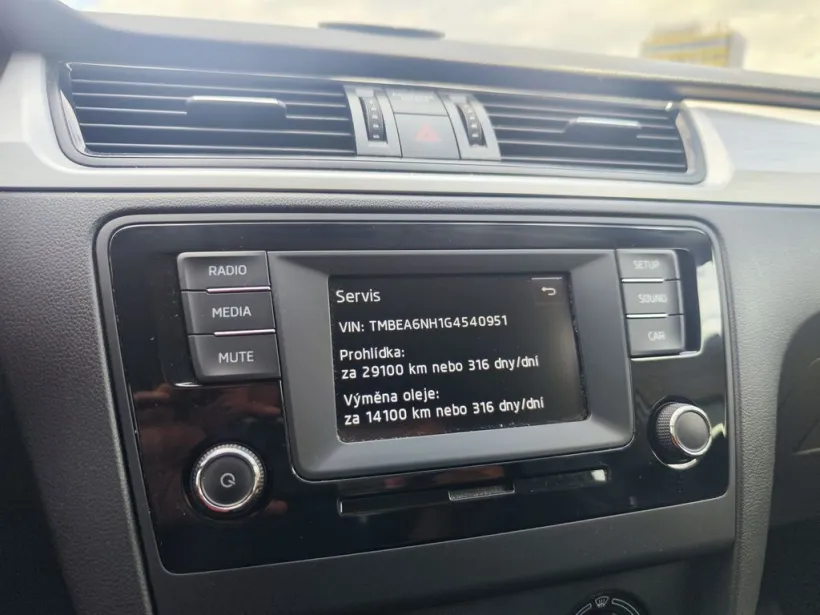 RADIO
MEDIA
MUTE
Servis
VIN: TMBEA6NH1G4540951
Prohlídka:
za 29100 km nebo 316 dny/dní
Výměna oleje:
za 14100 km nebo 316 dny/dní
SETUP
SOUND
CAR